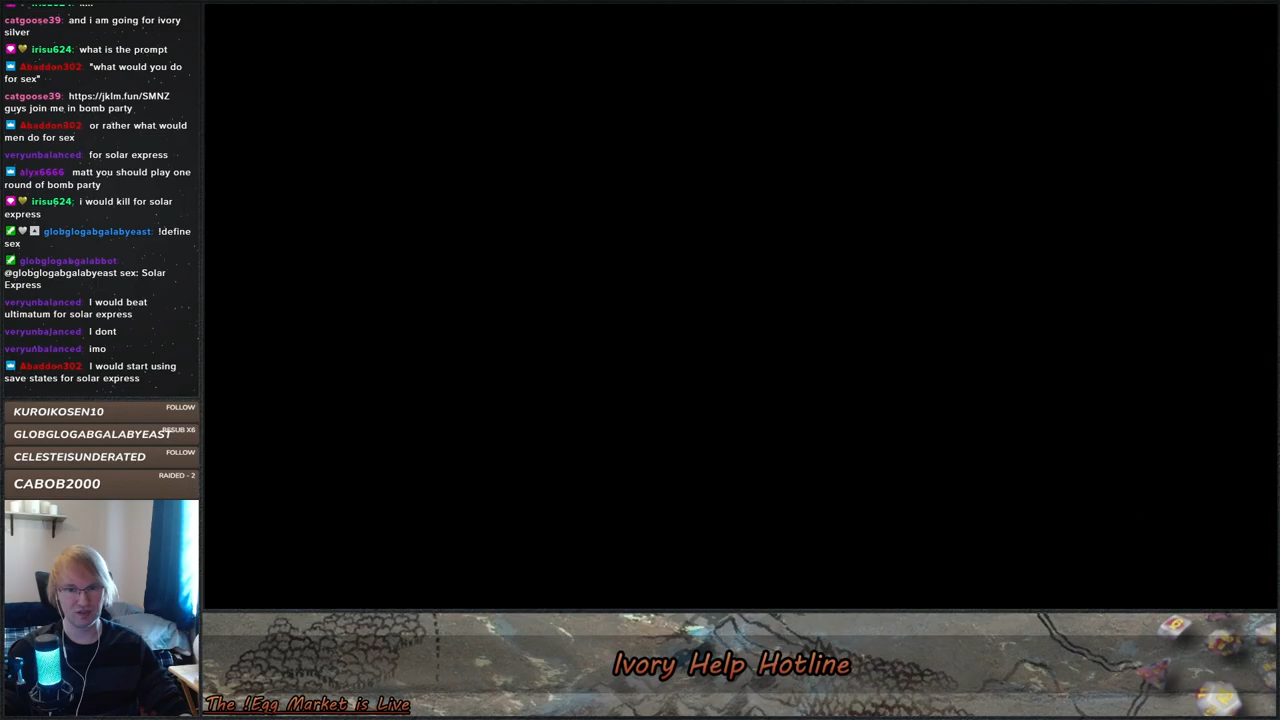 catgoose39: and i am going for ivory
silver
irisu624: what is the prompt
Abaddon302: "what would you do
for sex"
catgoose39: https://jklm.fun/SMNZ
guys join me in bomb party
Abaddon302: or rather what would
men do for sex
veryunbalanced: for solar express
alyx6666 matt you should play one
round of bomb party
irisu624: i would kill for solar
express
globglogabgalabyeast: !define
sex
globglogabgalabbot:
@globglogabgalabyeast sex: Solar
Express
veryunbalanced: I would beat
ultimatum for solar express
veryunbalanced: I dont
veryunbalanced: imo
Abaddon302: I would start using
save states for solar express
KUROIKOSEN10 FOLLOW
GLOBGLOGABGALABYEAST RESUB X6
CELESTEISUNDERATED FOLLOW
CABOB2000 RAIDED - 2
Ivory Help Hotline
The !Egg Market is Live